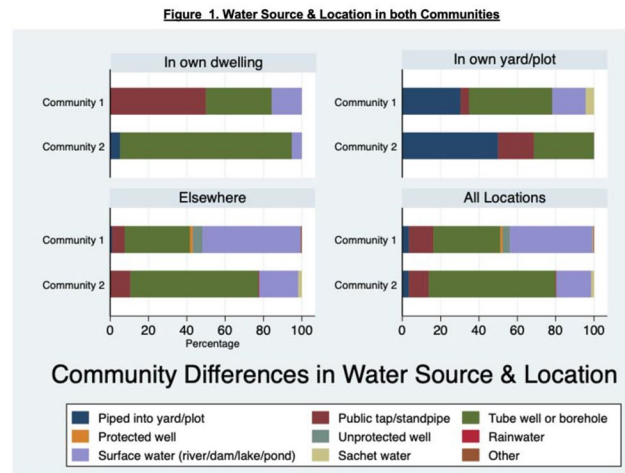 Figure 1. Water Source & Location in both Communities
In own dwelling
Community 1
Community 2
In own yard/plot
Community 1
Community 2
Elsewhere
Community 1
Community 2
0 20 40 60 80 100
Percentage
All Locations
Community 1
Community 2
0 20 40 60 80 100
Community Differences in Water Source & Location
Piped into yard/plot Public tap/standpipe Tube well or borehole
Protected well Unprotected well Rainwater
Surface water (river/dam/lake/pond) Sachet water Other